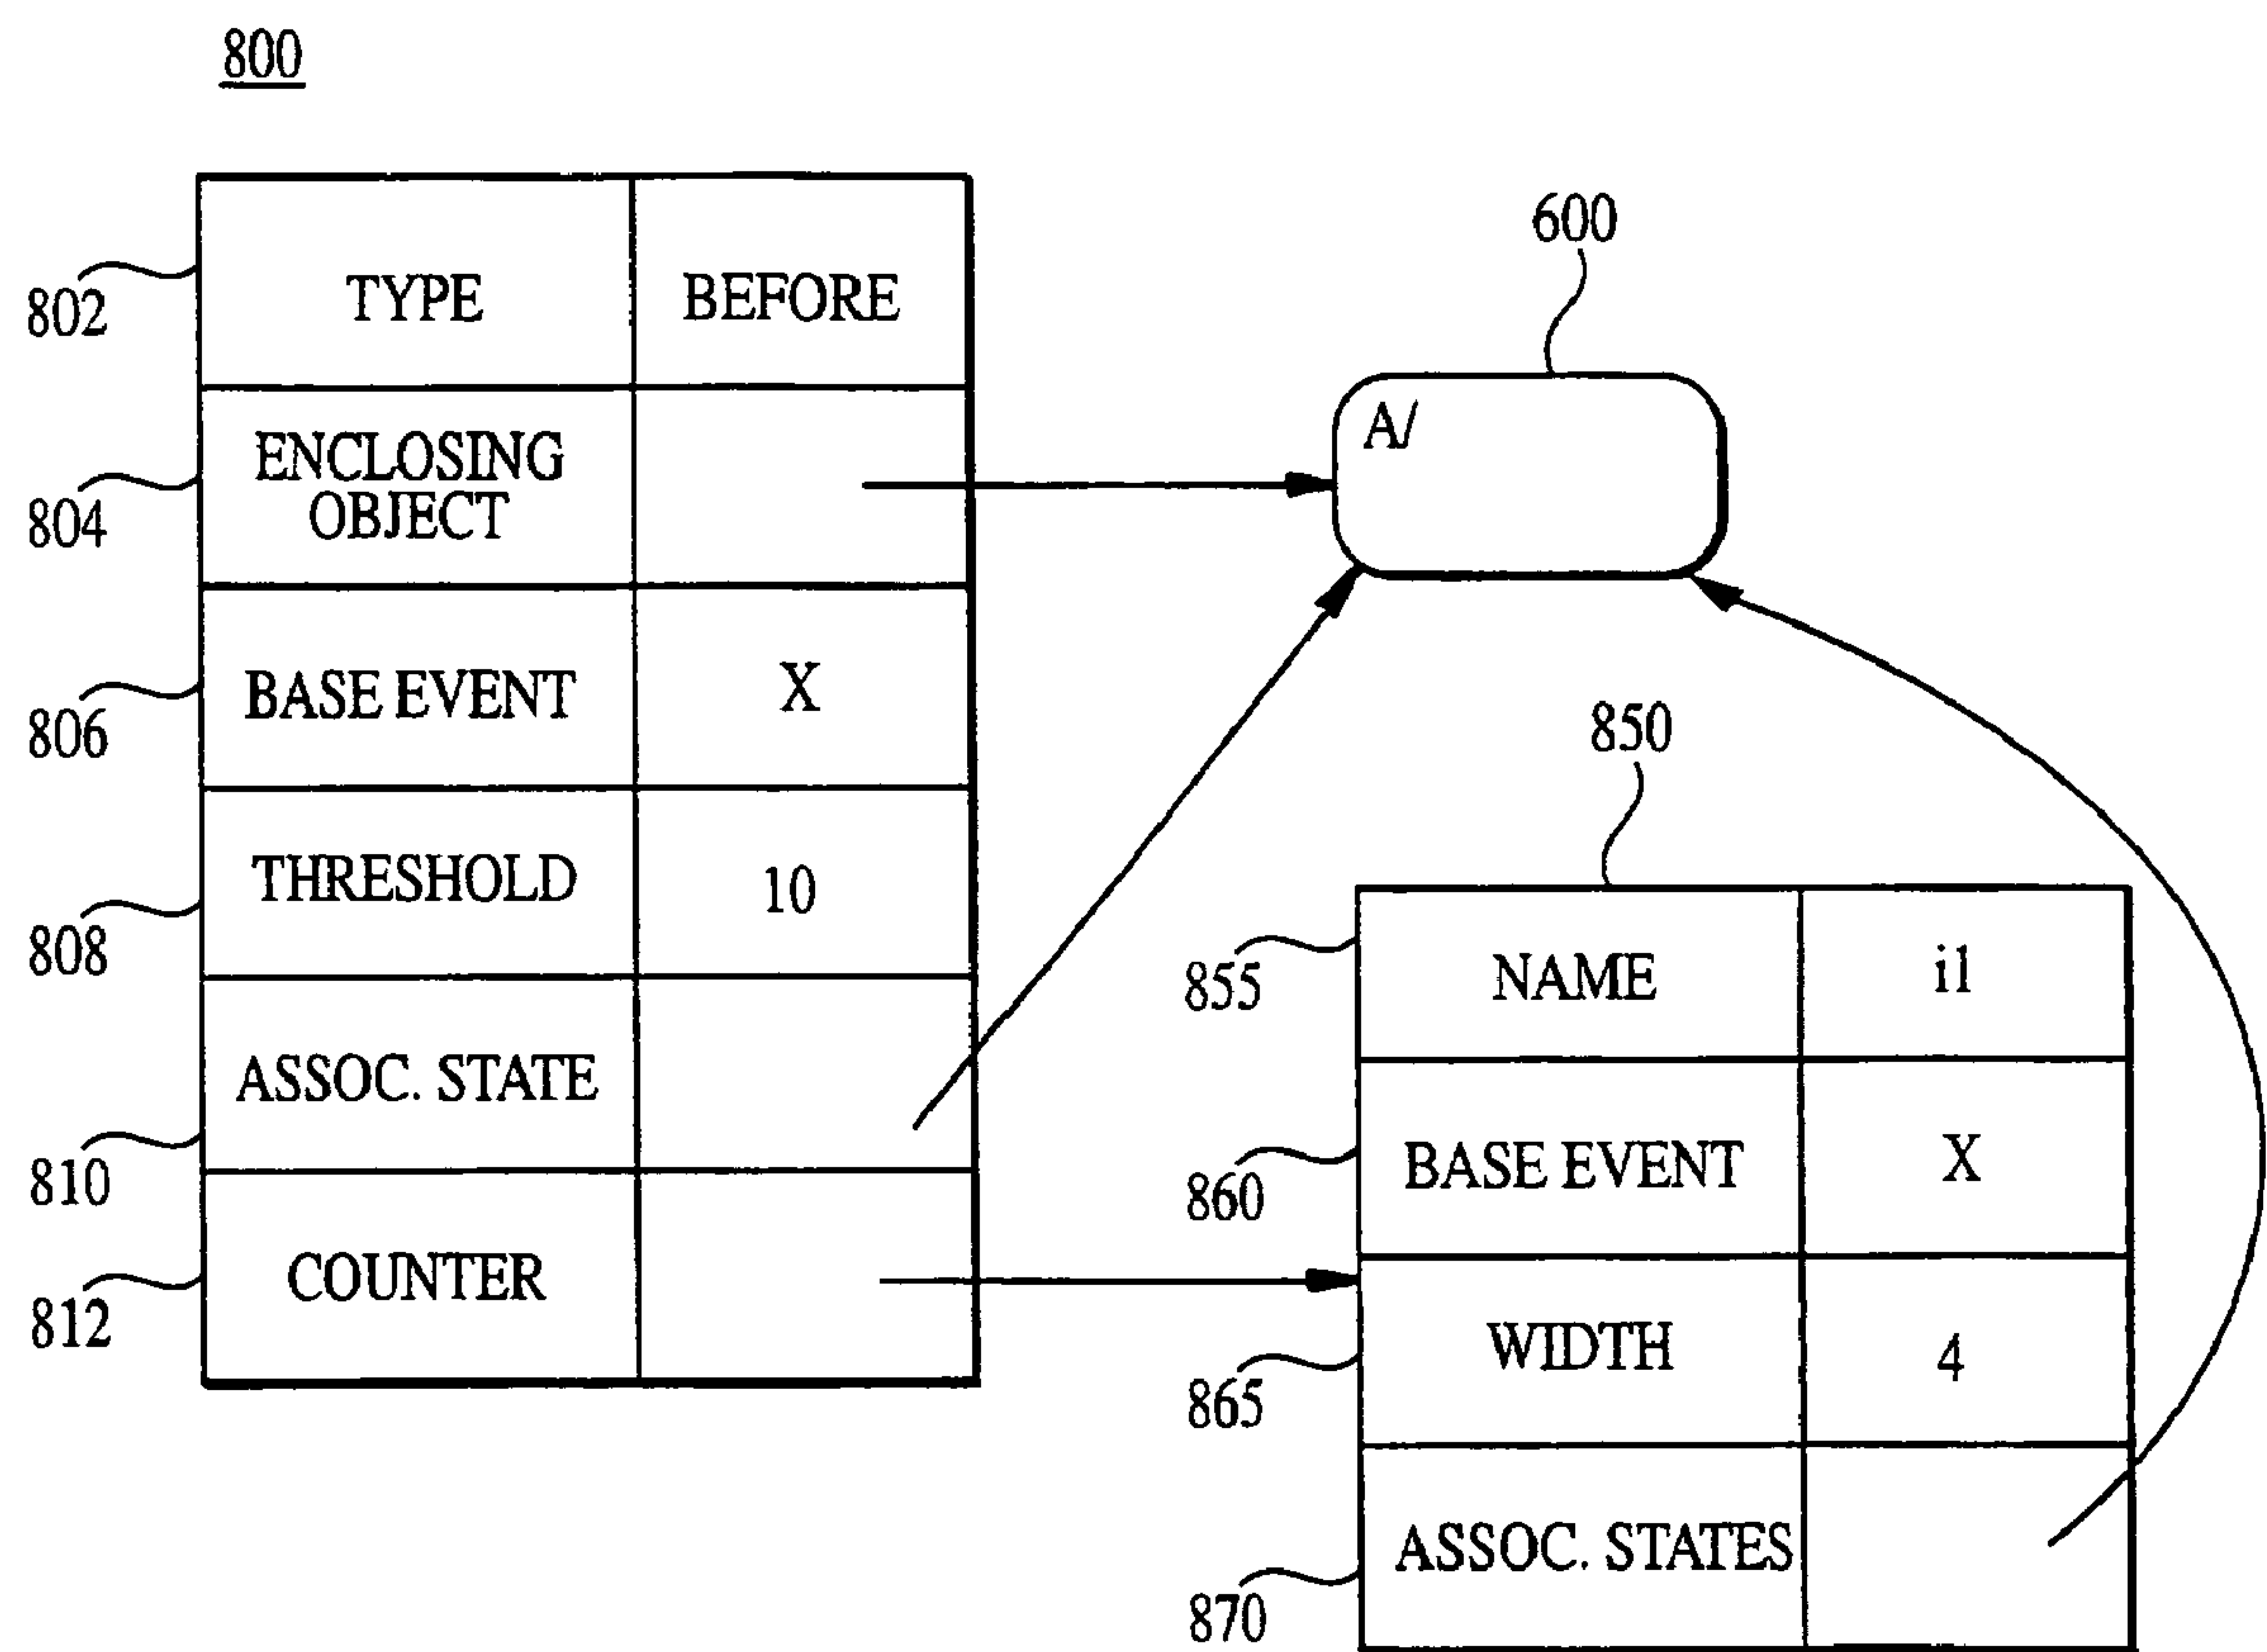 800
802
TYPE
BEFORE
804
ENCLOSING
OBJECT
806
BASE EVENT
X
808
THRESHOLD
10
810
ASSOC. STATE
812
COUNTER
600
A/
850
855
NAME
i1
860
BASE EVENT
X
865
WIDTH
4
870
ASSOC. STATES